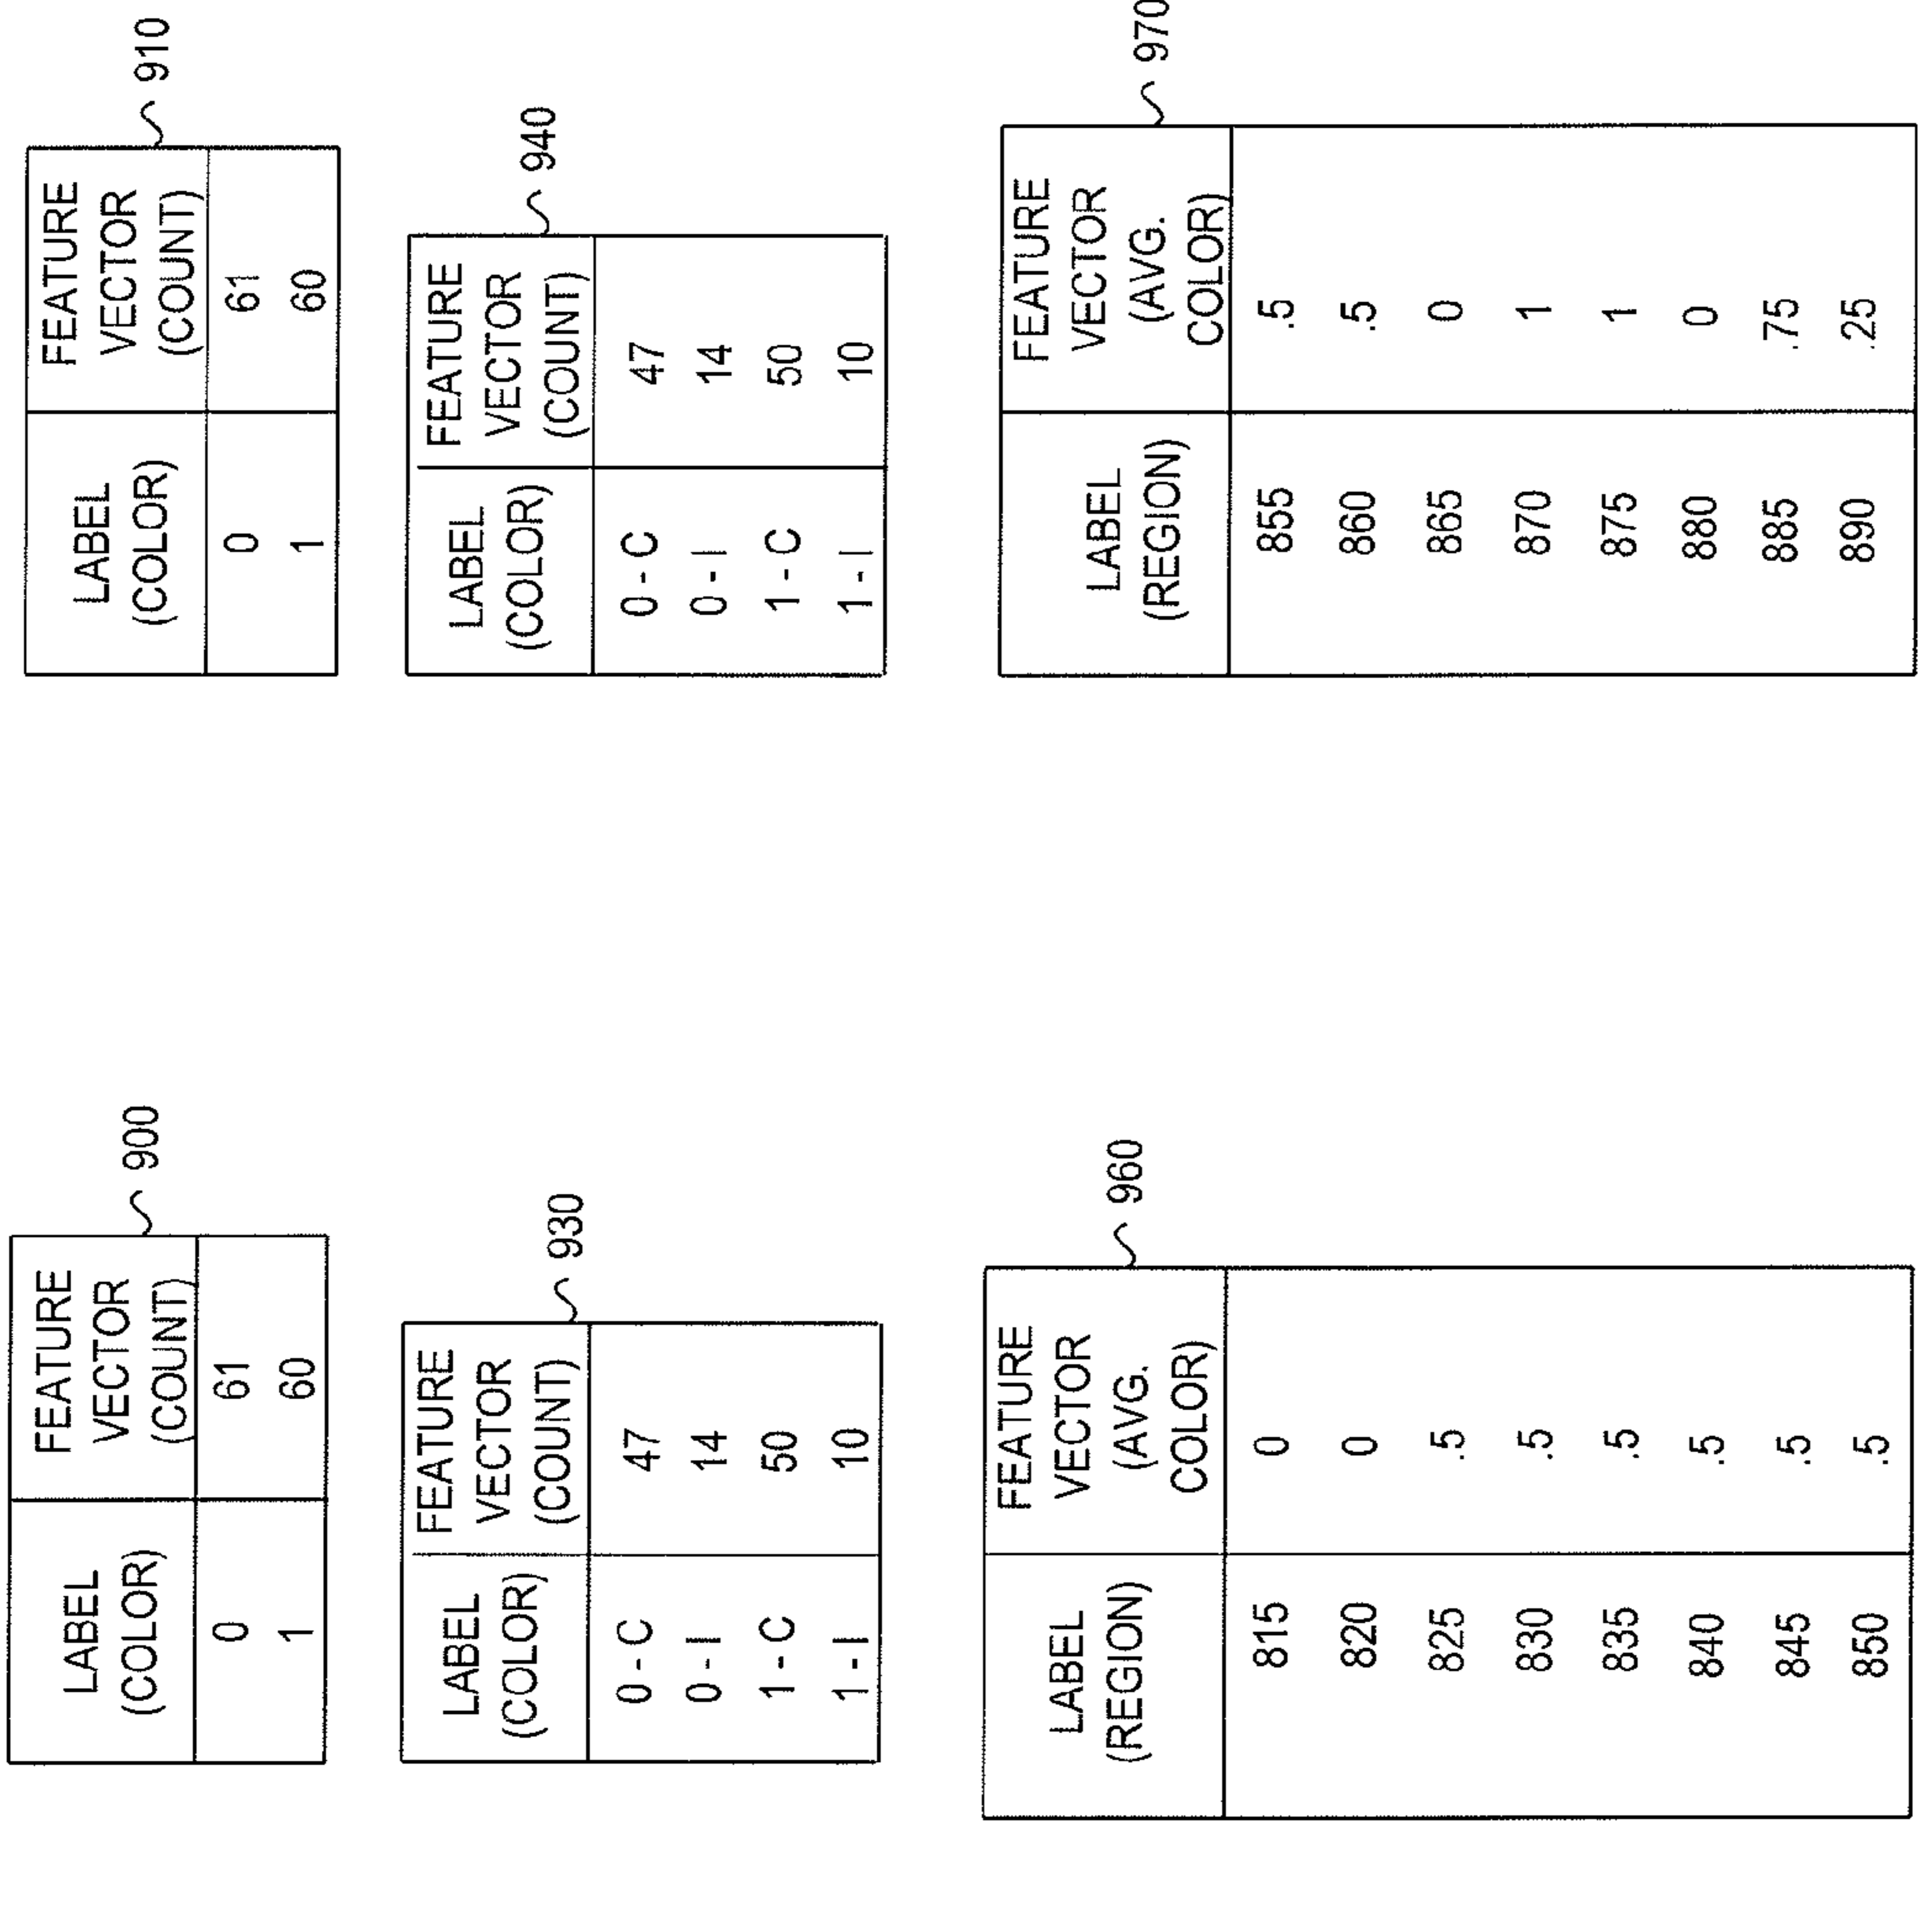 900
LABEL (COLOR) FEATURE VECTOR (COUNT)
0 61
1 60
910
LABEL (COLOR) FEATURE VECTOR (COUNT)
0 61
1 60
930
LABEL (COLOR) FEATURE VECTOR (COUNT)
0 - C 47
0 - I 14
1 - C 50
1 - I 10
940
LABEL (COLOR) FEATURE VECTOR (COUNT)
0 - C 47
0 - I 14
1 - C 50
1 - I 10
960
LABEL (REGION) FEATURE VECTOR (AVG. COLOR)
815 0
820 0
825 .5
830 .5
835 .5
840 .5
845 .5
850 .5
970
LABEL (REGION) FEATURE VECTOR (AVG. COLOR)
855 .5
860 .5
865 0
870 1
875 1
880 0
885 .75
890 .25